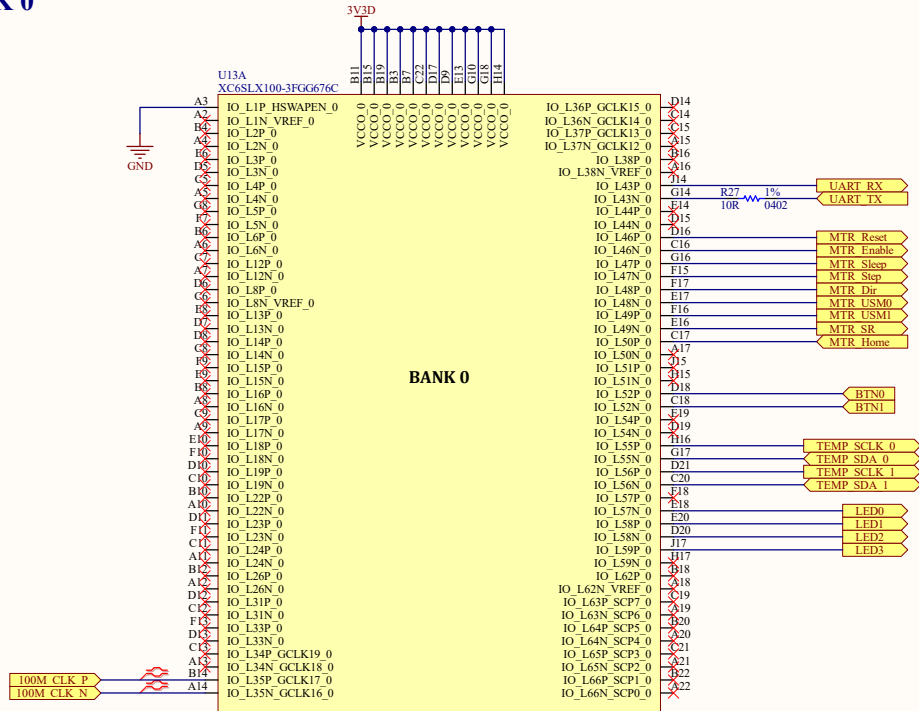 K 0
3V3D
B11 B15 B19 B3 B7 C22 D17 D9 E13 G10 G18 H14
U13A
XC6SLX100-3FGG676C
VCCO_0 VCCO_0 VCCO_0 VCCO_0 VCCO_0 VCCO_0 VCCO_0 VCCO_0 VCCO_0 VCCO_0 VCCO_0 VCCO_0
A3 IO_L1P_HSWAPEN_0 IO_L36P_GCLK15_0 D14
A2 IO_L1N_VREF_0 IO_L36N_GCLK14_0 C14
B4 IO_L2P_0 IO_L37P_GCLK13_0 C15
A4 IO_L2N_0 IO_L37N_GCLK12_0 A15
GND
E6 IO_L3P_0 IO_L38P_0 B16
D5 IO_L3N_0 IO_L38N_VREF_0 A16
C5 IO_L4P_0 IO_L43P_0 J14 UART_RX
A5 IO_L4N_0 IO_L43N_0 G14 R27 1% UART_TX
10R 0402
G8 IO_L5P_0 IO_L44P_0 F14
F7 IO_L5N_0 IO_L44N_0 D15
B6 IO_L6P_0 IO_L46P_0 D16 MTR_Reset
A6 IO_L6N_0 IO_L46N_0 C16 MTR_Enable
C7 IO_L12P_0 IO_L47P_0 G16 MTR_Sleep
A7 IO_L12N_0 IO_L47N_0 F15 MTR_Step
D6 IO_L8P_0 IO_L48P_0 F17 MTR_Dir
C6 IO_L8N_VREF_0 IO_L48N_0 E17 MTR_USM0
E8 IO_L13P_0 IO_L49P_0 F16 MTR_USM1
D7 IO_L13N_0 IO_L49N_0 E16 MTR_SR
D8 IO_L14P_0 IO_L50P_0 C17 MTR_Home
C8 IO_L14N_0 IO_L50N_0 A17
F9 IO_L15P_0 IO_L51P_0 J15
E9 IO_L15N_0 IO_L51N_0 H15
BANK 0
B8 IO_L16P_0 IO_L52P_0 D18 BTN0
A8 IO_L16N_0 IO_L52N_0 C18 BTN1
C9 IO_L17P_0 IO_L54P_0 F19
A9 IO_L17N_0 IO_L54N_0 D19
E10 IO_L18P_0 IO_L55P_0 H16 TEMP_SCLK_0
F10 IO_L18N_0 IO_L55N_0 G17 TEMP_SDA_0
D10 IO_L19P_0 IO_L56P_0 D21 TEMP_SCLK_1
C10 IO_L19N_0 IO_L56N_0 C20 TEMP_SDA_1
B10 IO_L22P_0 IO_L57P_0 F18
A10 IO_L22N_0 IO_L57N_0 E18 LED0
D11 IO_L23P_0 IO_L58P_0 E20 LED1
F11 IO_L23N_0 IO_L58N_0 D20 LED2
C11 IO_L24P_0 IO_L59P_0 J17 LED3
A11 IO_L24N_0 IO_L59N_0 H17
B12 IO_L26P_0 IO_L62P_0 B18
A12 IO_L26N_0 IO_L62N_VREF_0 A18
D12 IO_L31P_0 IO_L63P_SCP7_0 C19
C12 IO_L31N_0 IO_L63N_SCP6_0 A19
F13 IO_L33P_0 IO_L64P_SCP5_0 B20
D13 IO_L33N_0 IO_L64N_SCP4_0 A20
C13 IO_L34P_GCLK19_0 IO_L65P_SCP3_0 C21
A13 IO_L34N_GCLK18_0 IO_L65N_SCP2_0 A21
100M_CLK_P B14 IO_L35P_GCLK17_0 IO_L66P_SCP1_0 B22
100M_CLK_N A14 IO_L35N_GCLK16_0 IO_L66N_SCP0_0 A22